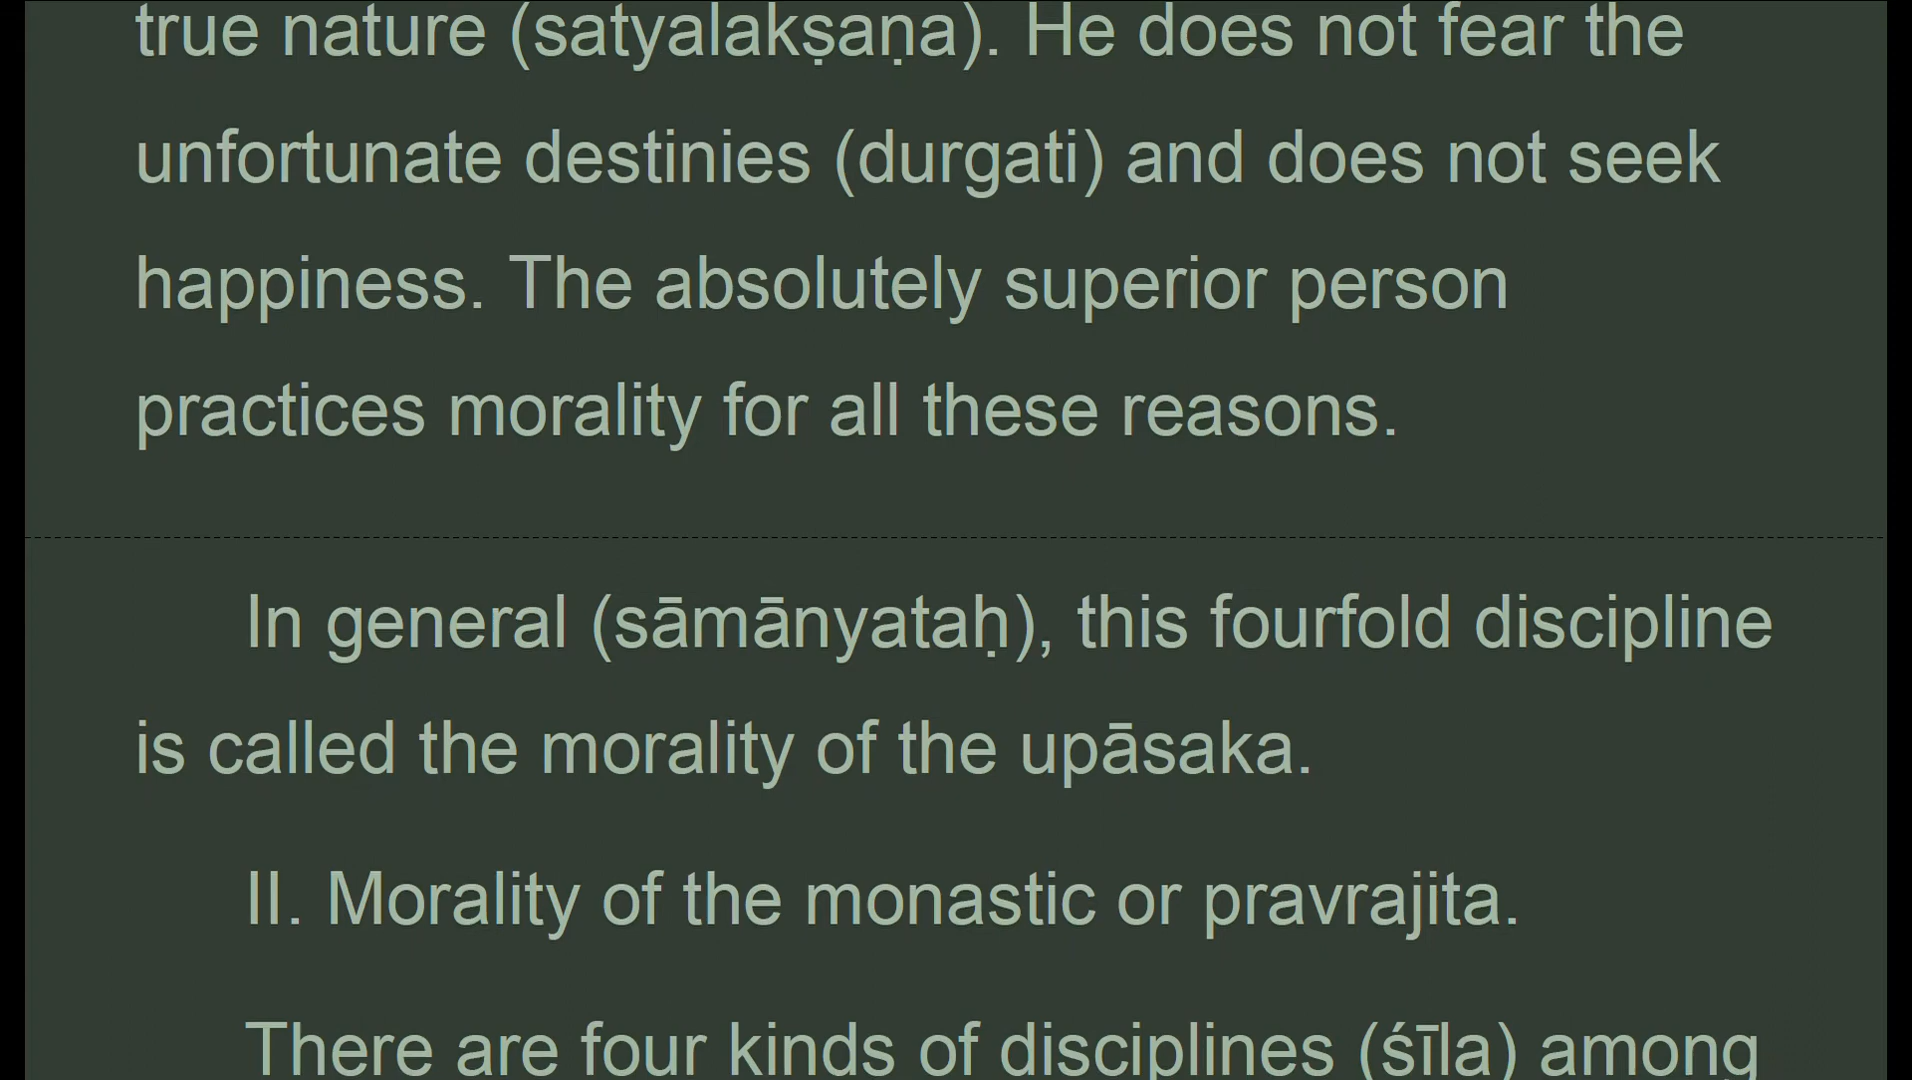 true nature (satyalakṣaṇa). He does not fear the
unfortunate destinies (durgati) and does not seek
happiness. The absolutely superior person
practices morality for all these reasons.
In general (sāmānyataḥ), this fourfold discipline
is called the morality of the upāsaka.
II. Morality of the monastic or pravrajita.
There are four kinds of disciplines (śīla) among